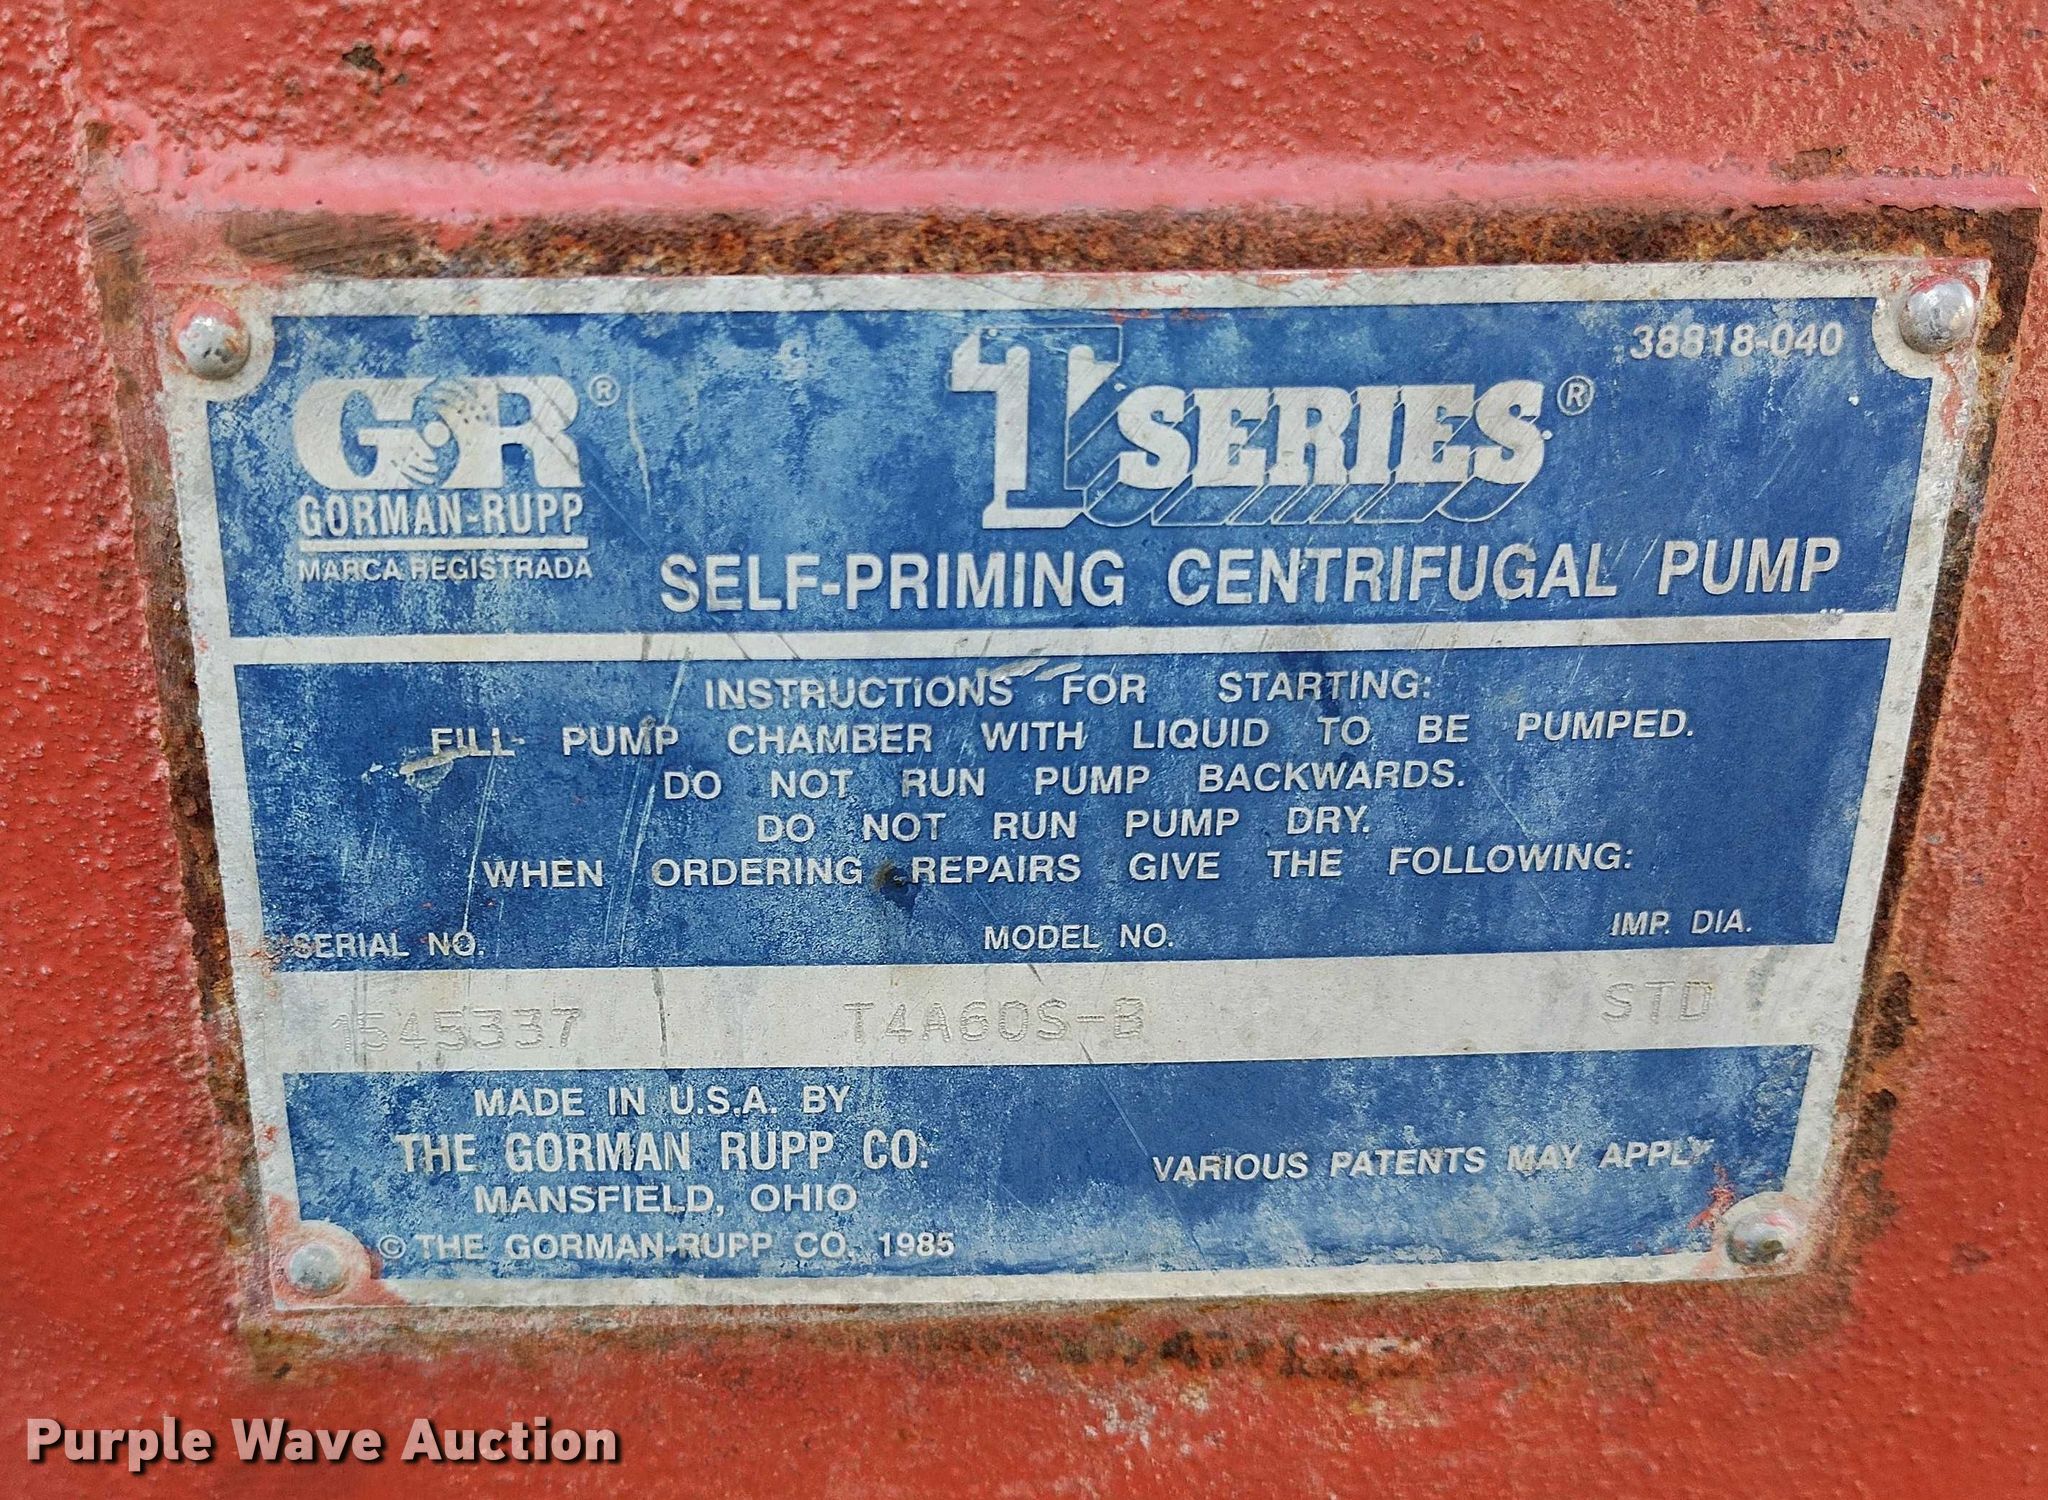 38818-040
G R ®
GORMAN-RUPP
MARCA REGISTRADA
T SERIES ®
SELF-PRIMING CENTRIFUGAL PUMP
INSTRUCTIONS FOR STARTING:
FILL PUMP CHAMBER WITH LIQUID TO BE PUMPED.
DO NOT RUN PUMP BACKWARDS.
DO NOT RUN PUMP DRY.
WHEN ORDERING REPAIRS GIVE THE FOLLOWING:
SERIAL NO. MODEL NO. IMP. DIA.
1545337 T4A60S-B STD
MADE IN U.S.A. BY
THE GORMAN RUPP CO.
MANSFIELD, OHIO
© THE GORMAN-RUPP CO. 1985
VARIOUS PATENTS MAY APPLY
Purple Wave Auction